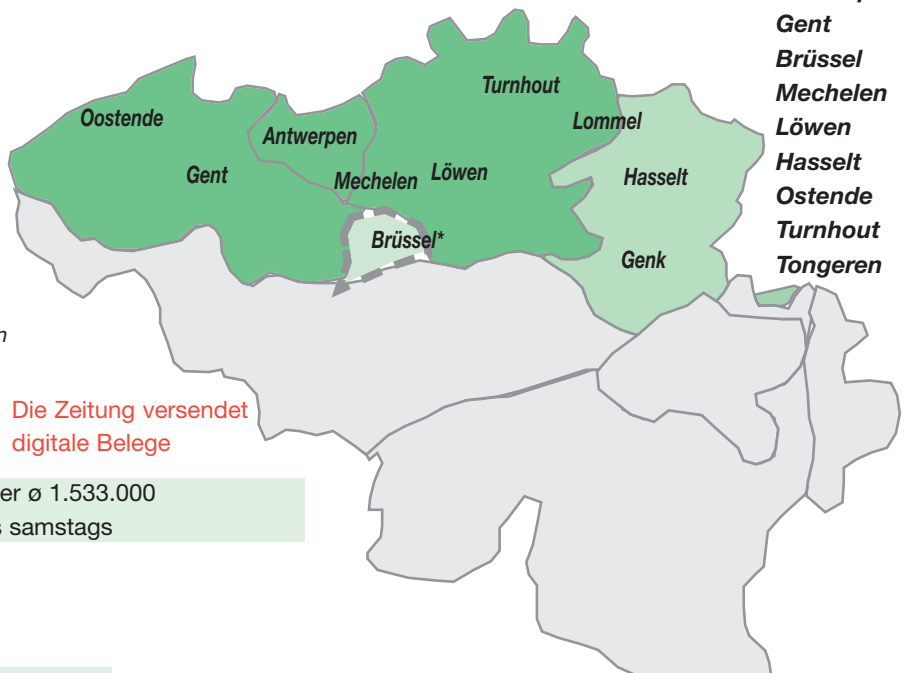 Gent
Brüssel
Mechelen
Löwen
Hasselt
Ostende
Turnhout
Tongeren
Turnhout
Oostende
Lommel
Antwerpen
Gent
Mechelen
Löwen
Hasselt
Brüssel*
Genk
Die Zeitung versendet
digitale Belege
er ø 1.533.000
s samstags